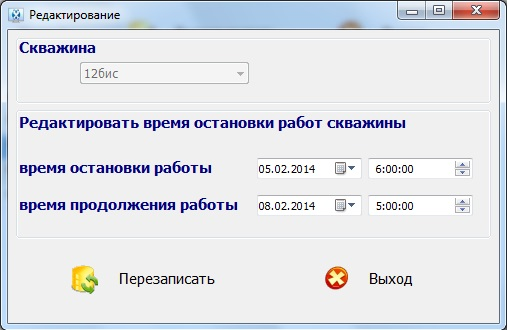 Редактирование
Скважина
12бис
Редактировать время остановки работ скважины
время остановки работы 05.02.2014 6:00:00
время продолжения работы 08.02.2014 5:00:00
Перезаписать Выход